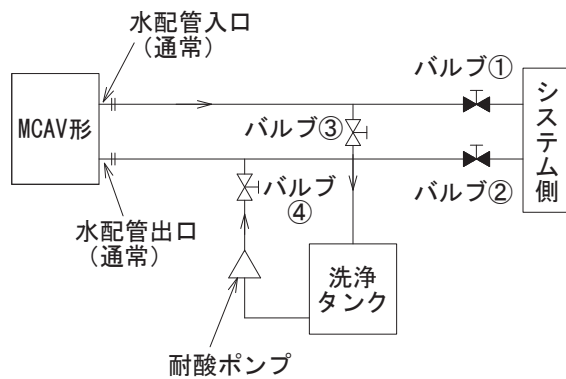 水配管入口
（通常）
バルブ①
MCAV形
バルブ③
システム側
バルブ
④
バルブ②
水配管出口
（通常）
洗浄
タンク
耐酸ポンプ